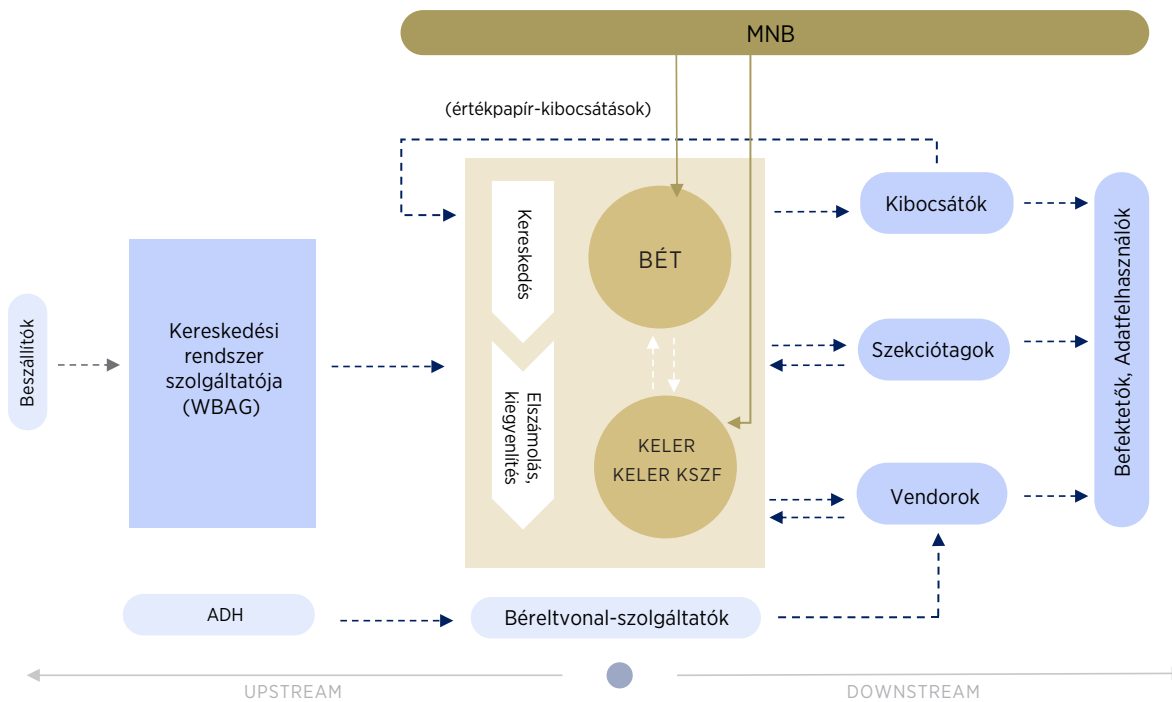 MNB
(értékpapír-kibocsátások)
Kereskedés
BÉT
Kibocsátók
Befektetők, Adatfelhasználók
Beszállítók
Kereskedési
rendszer
szolgáltatója
(WBAG)
Szekciótagok
Elszámolás,
kiegyenlítés
KELER
KELER KSZF
Vendorok
ADH
Béreltvonal-szolgáltatók
UPSTREAM
DOWNSTREAM